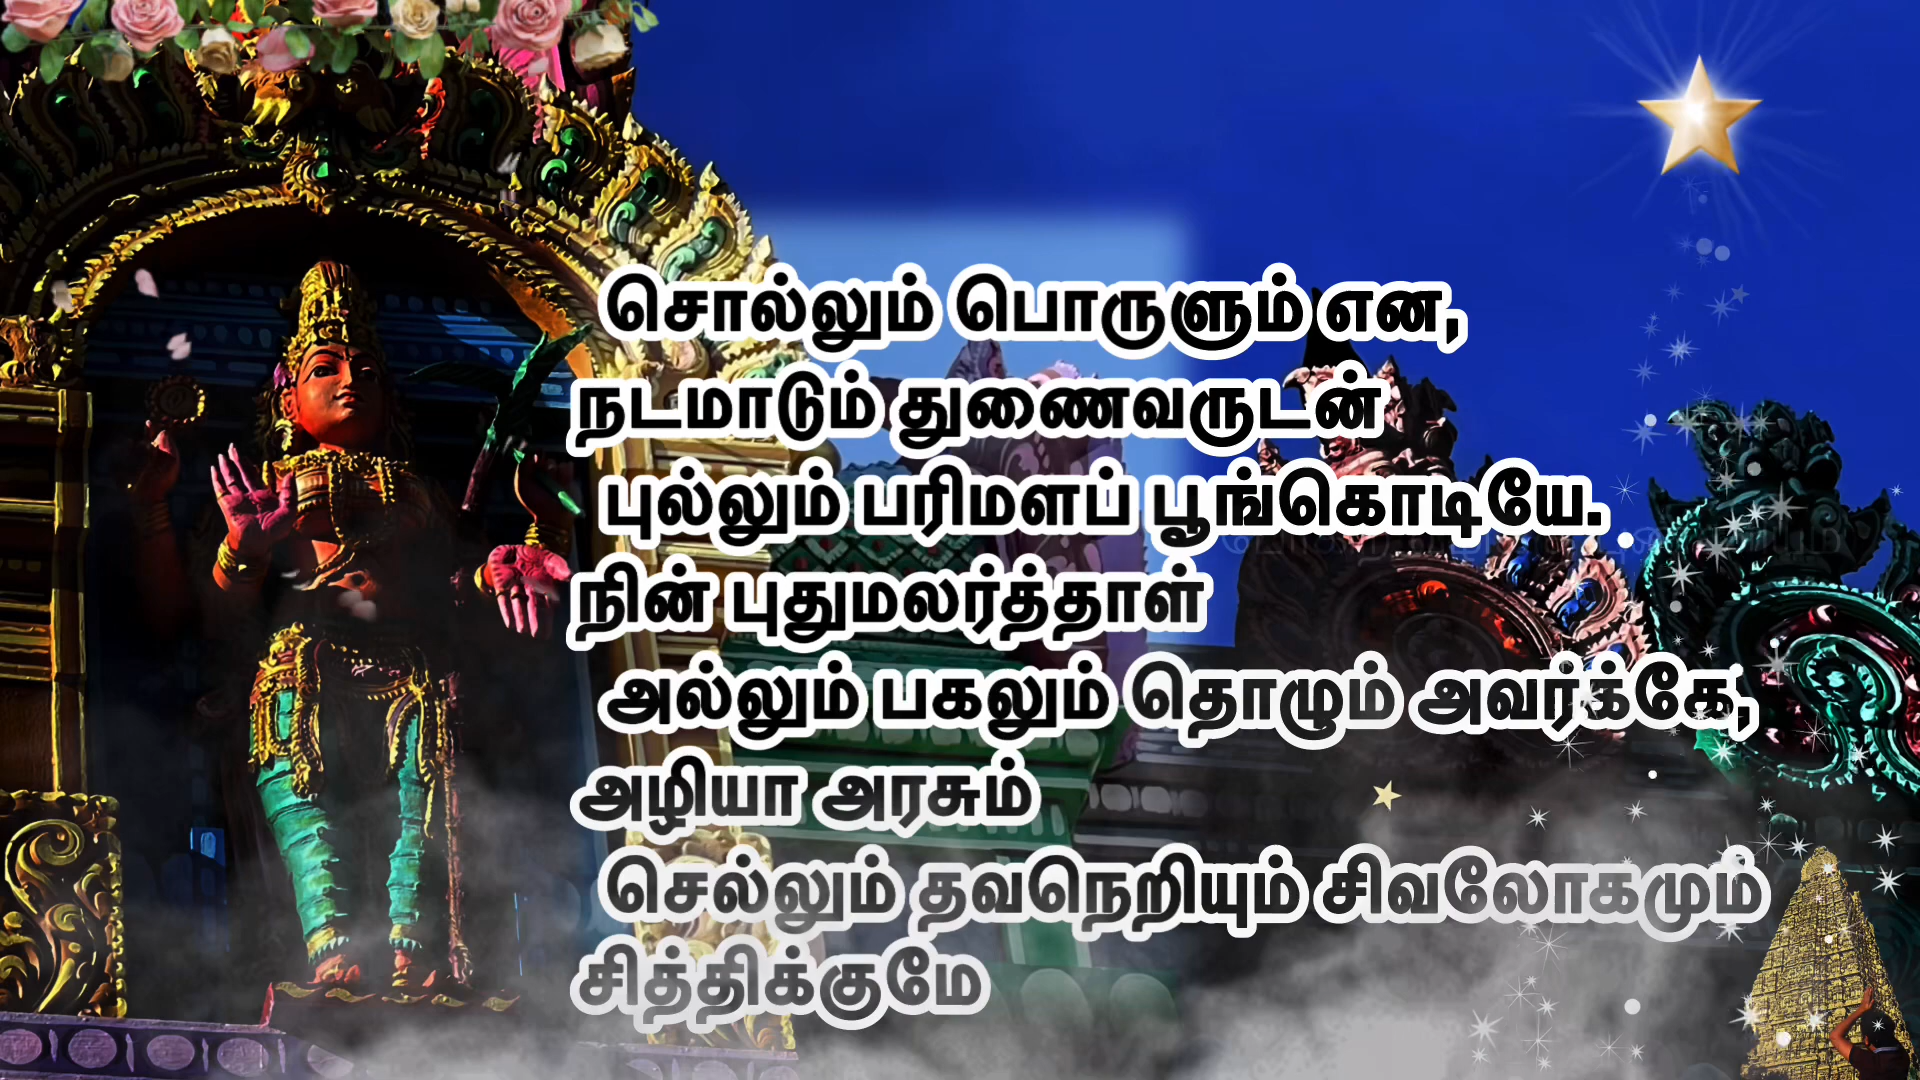 சொல்லும் பொருளும் என,
நடமாடும் துணைவருடன்
புல்லும் பரிமளப் பூங்கொடியே.
நின் புதுமலர்த்தாள்
அல்லும் பகலும் தொழும் அவர்க்கே,
அழியா அரசும்
செல்லும் தவநெறியும் சிவலோகமும்
சித்திக்குமே